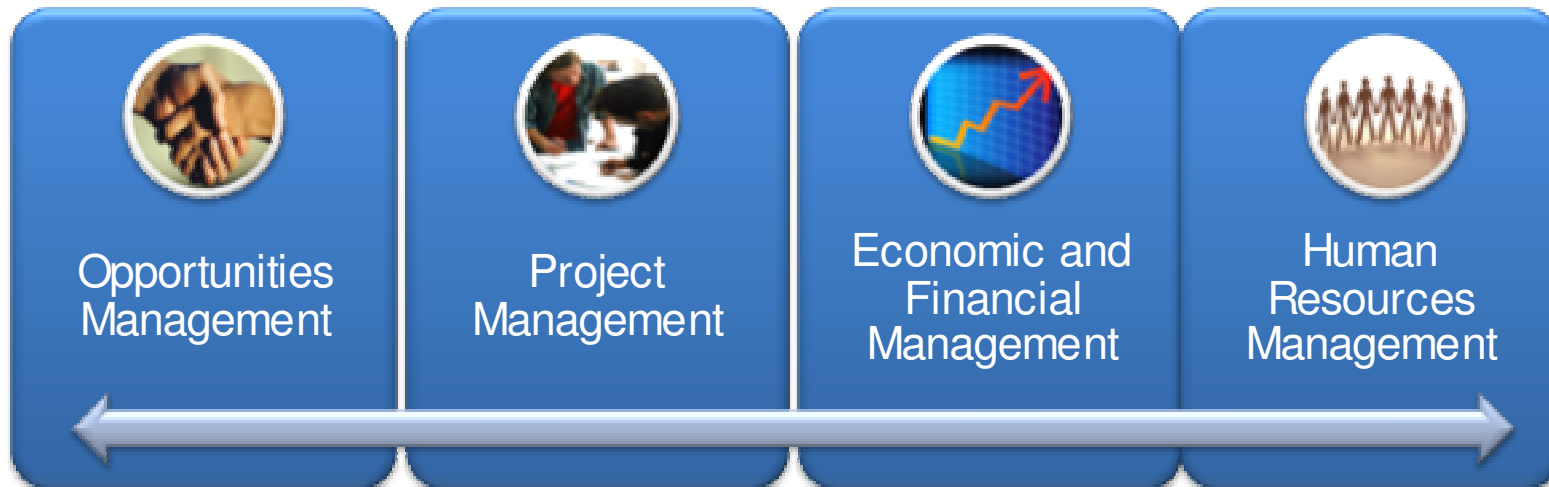 Opportunities
Management
Project
Management
Economic and
Financial
Management
Human
Resources
Management